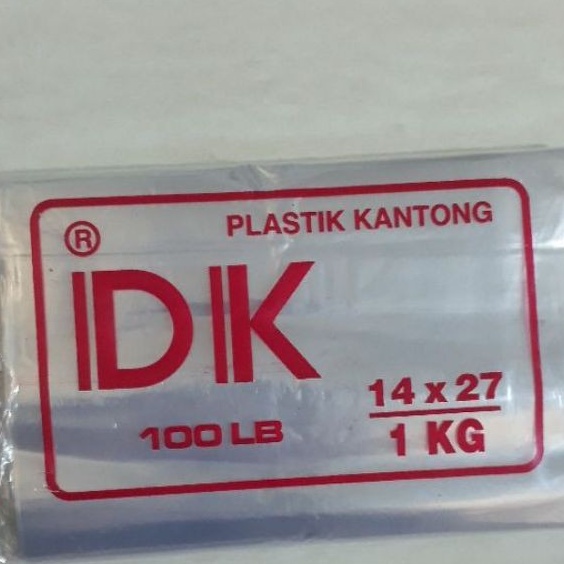 PLASTIK KANTONG
®
DK
14 x 27
100 LB
1 KG